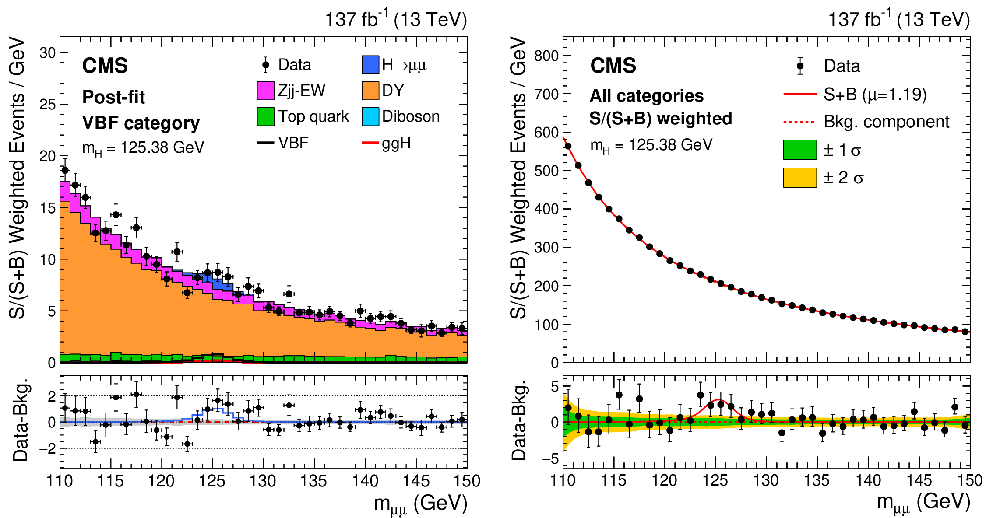 137 fb-1 (13 TeV)
S/(S+B) Weighted Events / GeV
30
25
20
15
10
5
0
CMS
Post-fit
VBF category
mH = 125.38 GeV
Data
H→μμ
Zjj-EW
DY
Top quark
Diboson
VBF
ggH
Data-Bkg.
2
0
−2
110 115 120 125 130 135 140 145 150
mμμ (GeV)
137 fb-1 (13 TeV)
S/(S+B) Weighted Events / GeV
800
700
600
500
400
300
200
100
0
CMS
All categories
S/(S+B) weighted
mH = 125.38 GeV
Data
S+B (μ=1.19)
Bkg. component
± 1 σ
± 2 σ
Data-Bkg.
5
0
−5
110 115 120 125 130 135 140 145 150
mμμ (GeV)